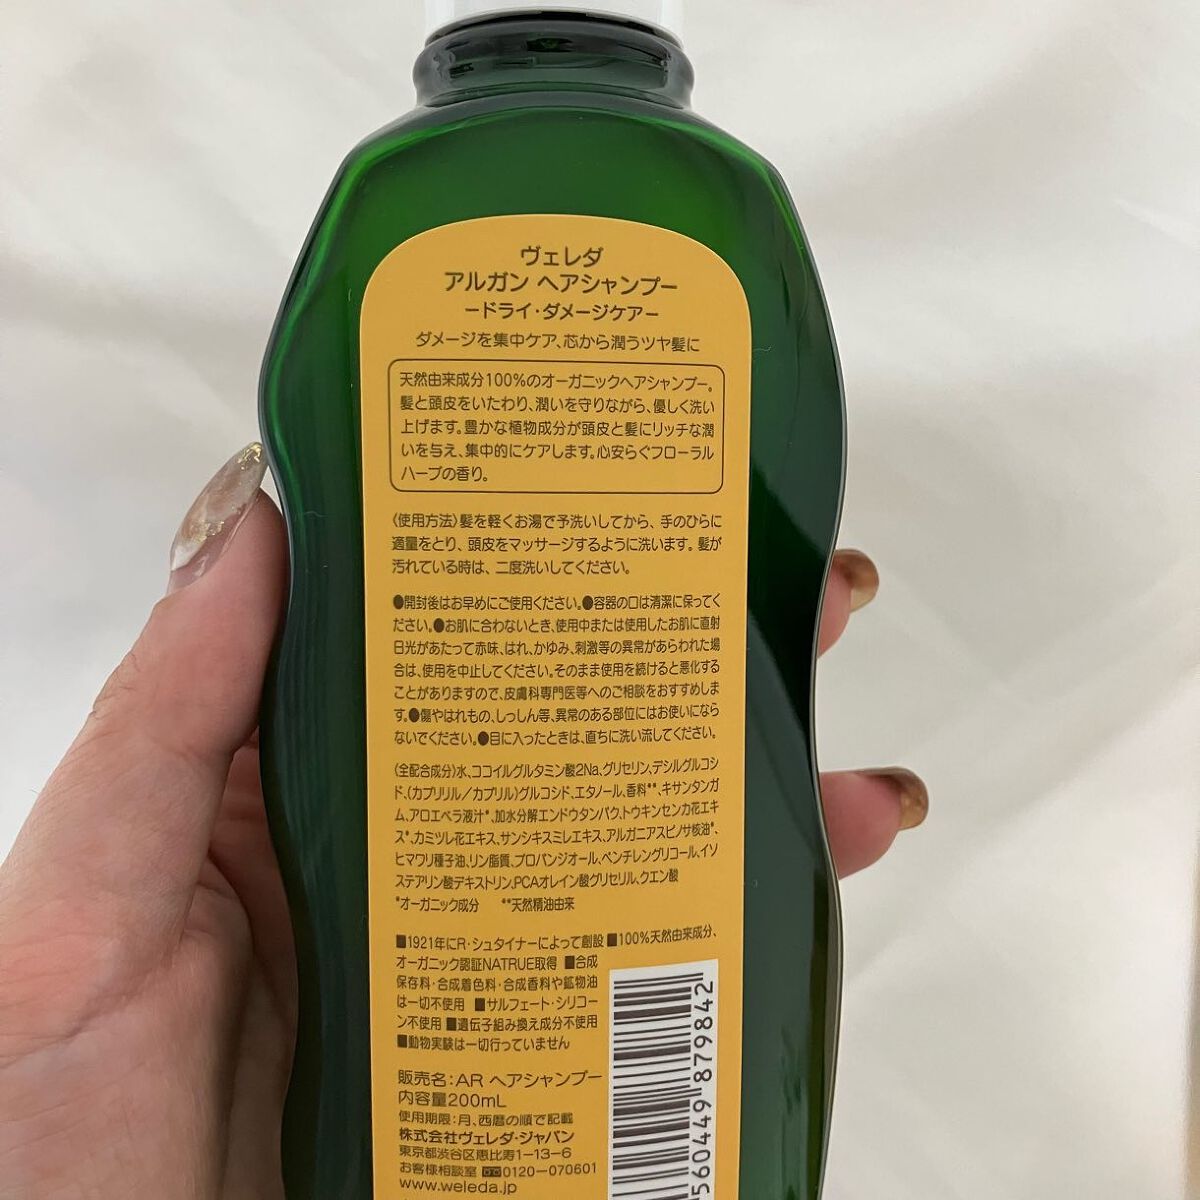 ヴェレダ
アルガン ヘアシャンプー
ードライ・ダメージケアー
ダメージを集中ケア、芯から潤うツヤ髪に
天然由来成分100%のオーガニックヘアシャンプー。
髪と頭皮をいたわり、潤いを守りながら、優しく洗い
上げます。豊かな植物成分が頭皮と髪にリッチな潤
いを与え、集中的にケアします。心安らぐフローラル
ハーブの香り。
〈使用方法〉髪を軽くお湯で予洗いしてから、手のひらに
適量をとり、頭皮をマッサージするように洗います。髪が
汚れている時は、二度洗いしてください。
●開封後はお早めにご使用ください。●容器の口は清潔に保ってく
ださい。●お肌に合わないとき、使用中または使用したお肌に直射
日光があたって赤味、はれ、かゆみ、刺激等の異常があらわれた場
合は、使用を中止してください。そのまま使用を続けると悪化する
ことがありますので、皮膚科専門医等へのご相談をおすすめしま
す。●傷やはれもの、しっしん等、異常のある部位にはお使いになら
ないでください。●目に入ったときは、直ちに洗い流してください。
〈全配合成分〉水、ココイルグルタミン酸2Na、グリセリン、デシルグルコシ
ド、(カプリリル/カプリル)グルコシド、エタノール、香料**、キサンタンガ
ム、アロエベラ液汁*、加水分解エンドウタンパク、トウキンセンカ花エキ
ス*、カミツレ花エキス、サンシキスミレエキス、アルガニアスピノサ核油*、
ヒマワリ種子油、リン脂質、プロパンジオール、ペンチレングリコール、イソ
ステアリン酸デキストリン、PCAオレイン酸グリセリル、クエン酸
*オーガニック成分 **天然精油由来
■1921年にR・シュタイナーによって創設 ■100%天然由来成分、
オーガニック認証NATRUE取得 ■合成
保存料・合成着色料・合成香料や鉱物油
は一切不使用 ■サルフェート・シリコー
ン不使用 ■遺伝子組み換え成分不使用
■動物実験は一切行っていません
販売名：AR ヘアシャンプー
内容量200mL
使用期限：月、西暦の順で記載
株式会社ヴェレダ・ジャパン
東京都渋谷区恵比寿1-13-6
お客様相談室 0120-070601
www.weleda.jp
560449 879842